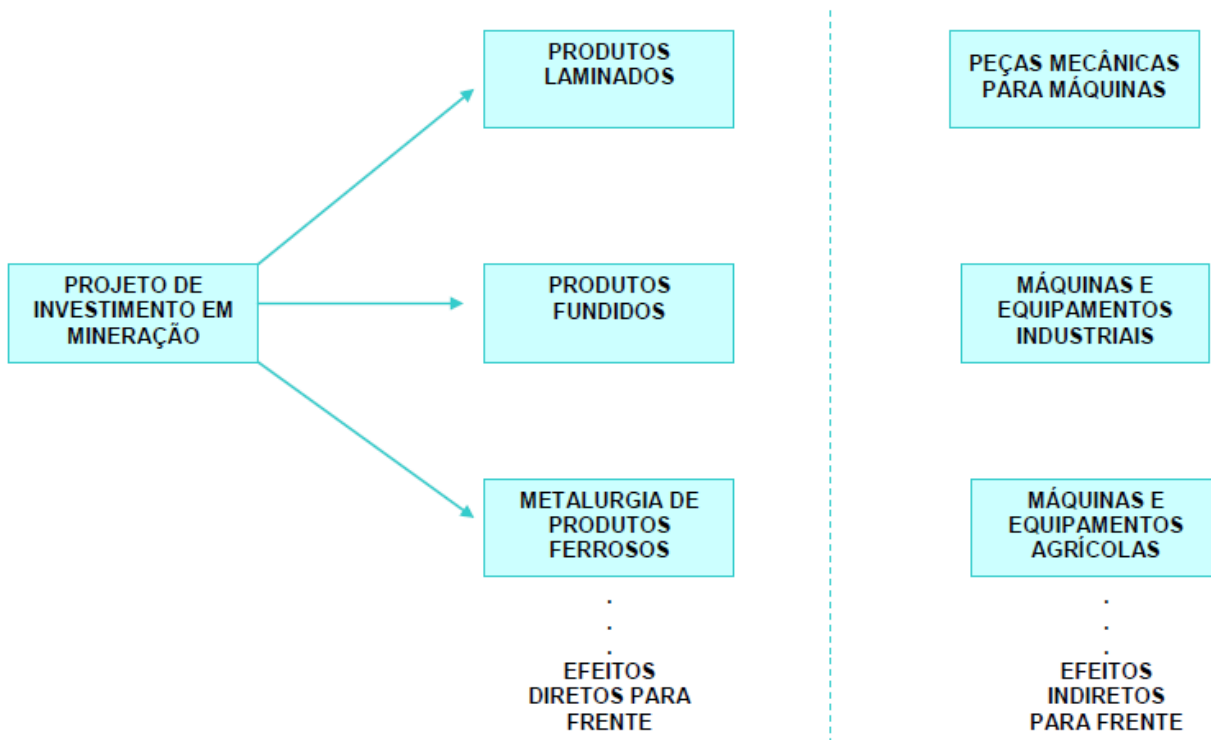 PRODUTOS
LAMINADOS
PEÇAS MECÂNICAS
PARA MÁQUINAS
PROJETO DE
INVESTIMENTO EM
MINERAÇÃO
PRODUTOS
FUNDIDOS
MÁQUINAS E
EQUIPAMENTOS
INDUSTRIAIS
METALURGIA DE
PRODUTOS
FERROSOS
MÁQUINAS E
EQUIPAMENTOS
AGRÍCOLAS
.
.
.
EFEITOS
DIRETOS PARA
FRENTE
.
.
.
EFEITOS
INDIRETOS
PARA FRENTE